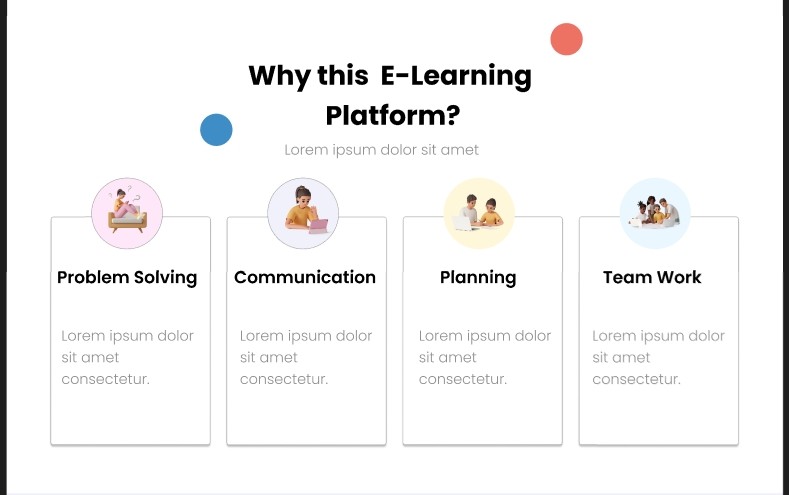 Why this E-Learning
Platform?
Lorem ipsum dolor sit amet
Problem Solving
Lorem ipsum dolor
sit amet
consectetur.
Communication
Lorem ipsum dolor
sit amet
consectetur.
Planning
Lorem ipsum dolor
sit amet
consectetur.
Team Work
Lorem ipsum dolor
sit amet
consectetur.